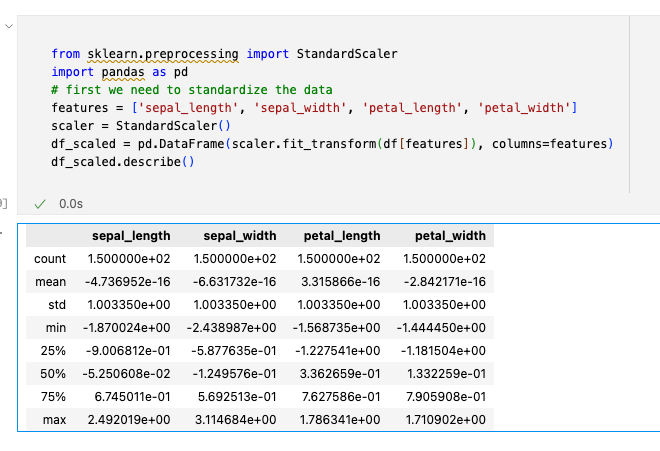 from sklearn.preprocessing import StandardScaler
import pandas as pd
# first we need to standardize the data
features = ['sepal_length', 'sepal_width', 'petal_length', 'petal_width']
scaler = StandardScaler()
df_scaled = pd.DataFrame(scaler.fit_transform(df[features]), columns=features)
df_scaled.describe()
0.0s
sepal_length sepal_width petal_length petal_width
count 1.500000e+02 1.500000e+02 1.500000e+02 1.500000e+02
mean -4.736952e-16 -6.631732e-16 3.315866e-16 -2.842171e-16
std 1.003350e+00 1.003350e+00 1.003350e+00 1.003350e+00
min -1.870024e+00 -2.438987e+00 -1.568735e+00 -1.444450e+00
25% -9.006812e-01 -5.877635e-01 -1.227541e+00 -1.181504e+00
50% -5.250608e-02 -1.249576e-01 3.362659e-01 1.332259e-01
75% 6.745011e-01 5.692513e-01 7.627586e-01 7.905908e-01
max 2.492019e+00 3.114684e+00 1.786341e+00 1.710902e+00